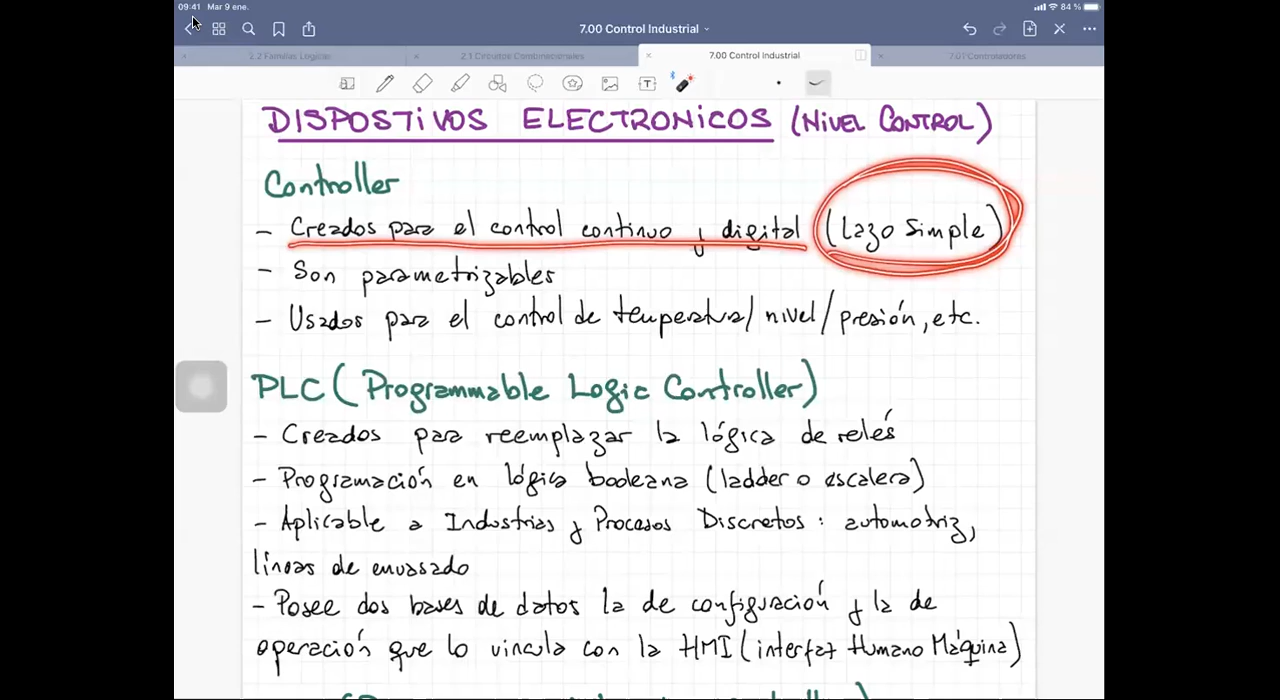 09:41 Mar 9 ene.
84 %
7.00 Control Industrial
2.2 Familias Logicas
2.1 Circuitos Combinacionales
7.00 Control Industrial
7.01 Controladores
DISPOSTIVOS ELECTRONICOS (NIVEL CONTROL)
Controller
- Creados para el control continuo y digital (Lazo Simple)
- Son parametrizables
- Usados para el control de temperatura/nivel/presión, etc.
PLC (Programmable Logic Controller)
- Creados para reemplazar la lógica de relés
- Programación en lógica booleana (ladder o escalera)
- Aplicable a Industrias y Procesos Discretos: automotriz,
líneas de envasado
- Posee dos bases de datos la de configuración y la de
operación que lo vincula con la HMI (interfaz Humano Máquina)